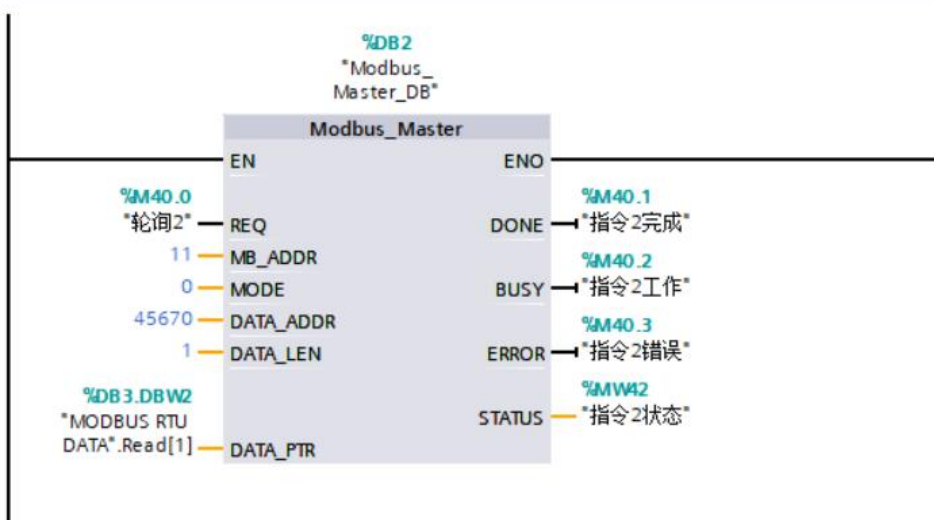 %DB2
"Modbus_
Master_DB"
Modbus_Master
EN ENO
%M40.0
"轮询2" REQ
11 MB_ADDR
0 MODE
45670 DATA_ADDR
1 DATA_LEN
%DB3.DBW2
"MODBUS RTU
DATA".Read[1] DATA_PTR
%M40.1
DONE "指令2完成"
%M40.2
BUSY "指令2工作"
%M40.3
ERROR "指令2错误"
%MW42
STATUS "指令2状态"